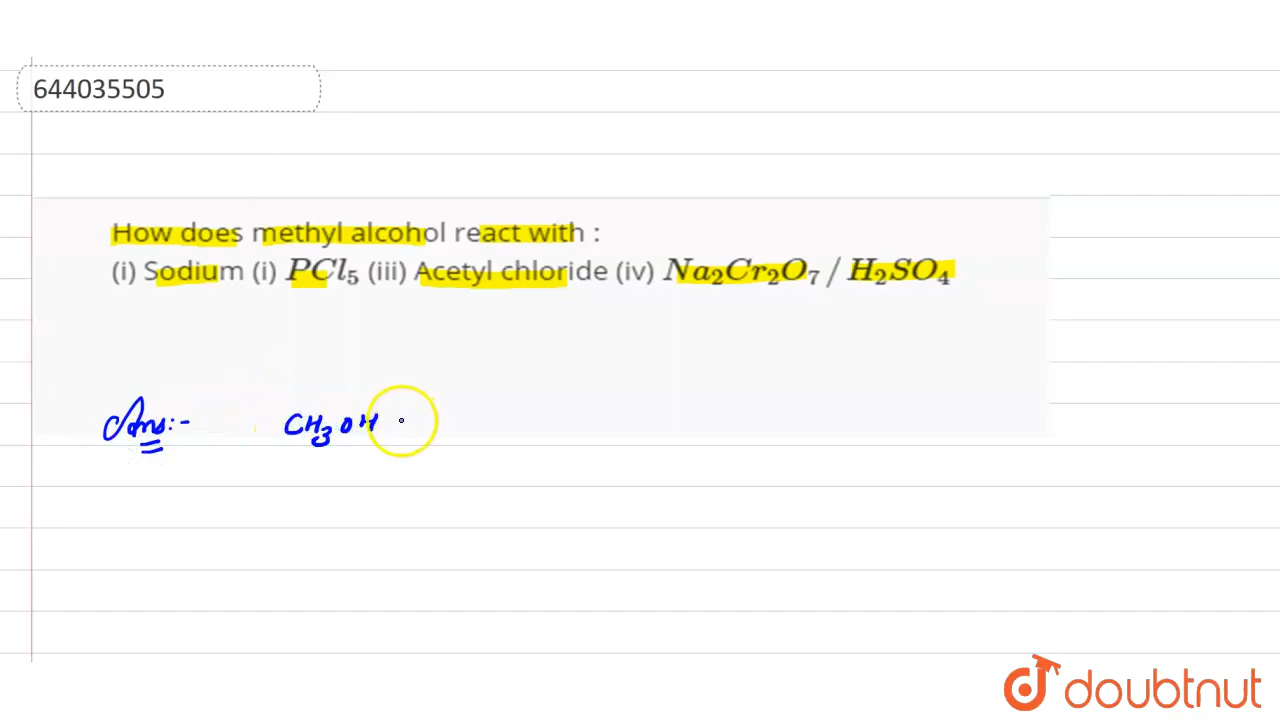 644035505
How does methyl alcohol react with :
(i) Sodium (i) PCl₅ (iii) Acetyl chloride (iv) Na₂Cr₂O₇ / H₂SO₄
Ans:- CH₃OH
doubtnut